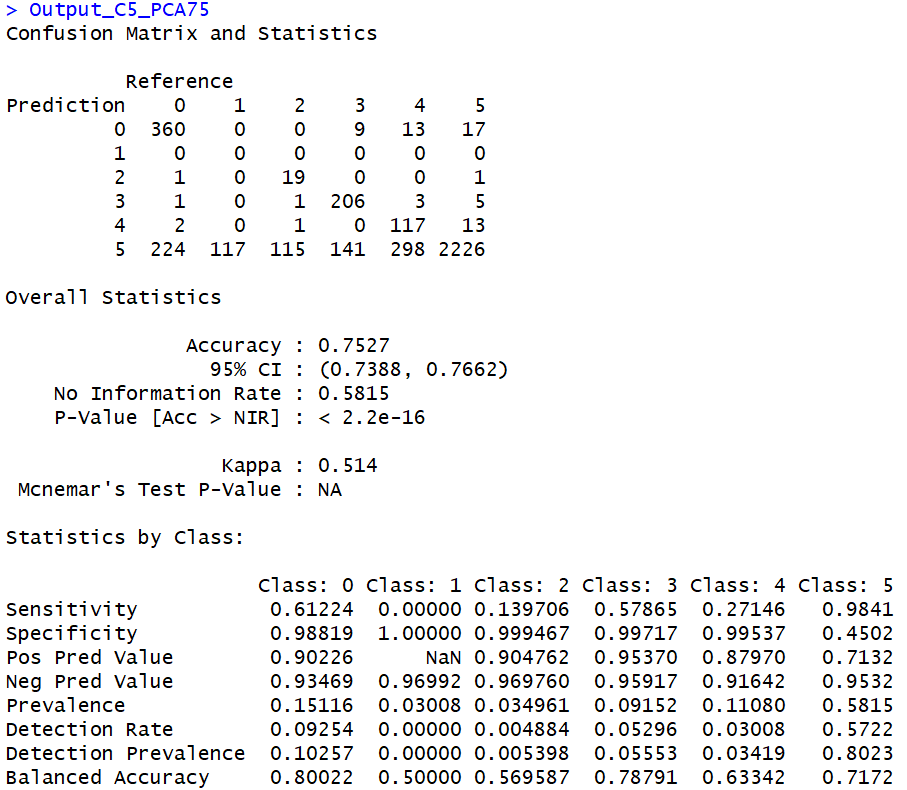 > Output_C5_PCA75
Confusion Matrix and Statistics
Reference
Prediction 0 1 2 3 4 5
0 360 0 0 9 13 17
1 0 0 0 0 0 0
2 1 0 19 0 0 1
3 1 0 1 206 3 5
4 2 0 1 0 117 13
5 224 117 115 141 298 2226
Overall Statistics
Accuracy : 0.7527
95% CI : (0.7388, 0.7662)
No Information Rate : 0.5815
P-Value [Acc > NIR] : < 2.2e-16
Kappa : 0.514
Mcnemar's Test P-Value : NA
Statistics by Class:
Class: 0 Class: 1 Class: 2 Class: 3 Class: 4 Class: 5
Sensitivity 0.61224 0.00000 0.139706 0.57865 0.27146 0.9841
Specificity 0.98819 1.00000 0.999467 0.99717 0.99537 0.4502
Pos Pred Value 0.90226 NaN 0.904762 0.95370 0.87970 0.7132
Neg Pred Value 0.93469 0.96992 0.969760 0.95917 0.91642 0.9532
Prevalence 0.15116 0.03008 0.034961 0.09152 0.11080 0.5815
Detection Rate 0.09254 0.00000 0.004884 0.05296 0.03008 0.5722
Detection Prevalence 0.10257 0.00000 0.005398 0.05553 0.03419 0.8023
Balanced Accuracy 0.80022 0.50000 0.569587 0.78791 0.63342 0.7172